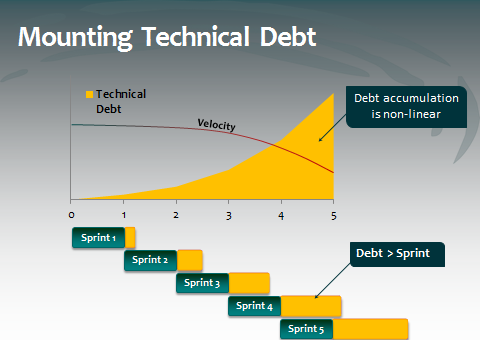 Mounting Technical Debt
Technical
Debt
Velocity
Debt accumulation
is non-linear
0 1 2 3 4 5
Sprint 1
Sprint 2
Debt > Sprint
Sprint 3
Sprint 4
Sprint 5